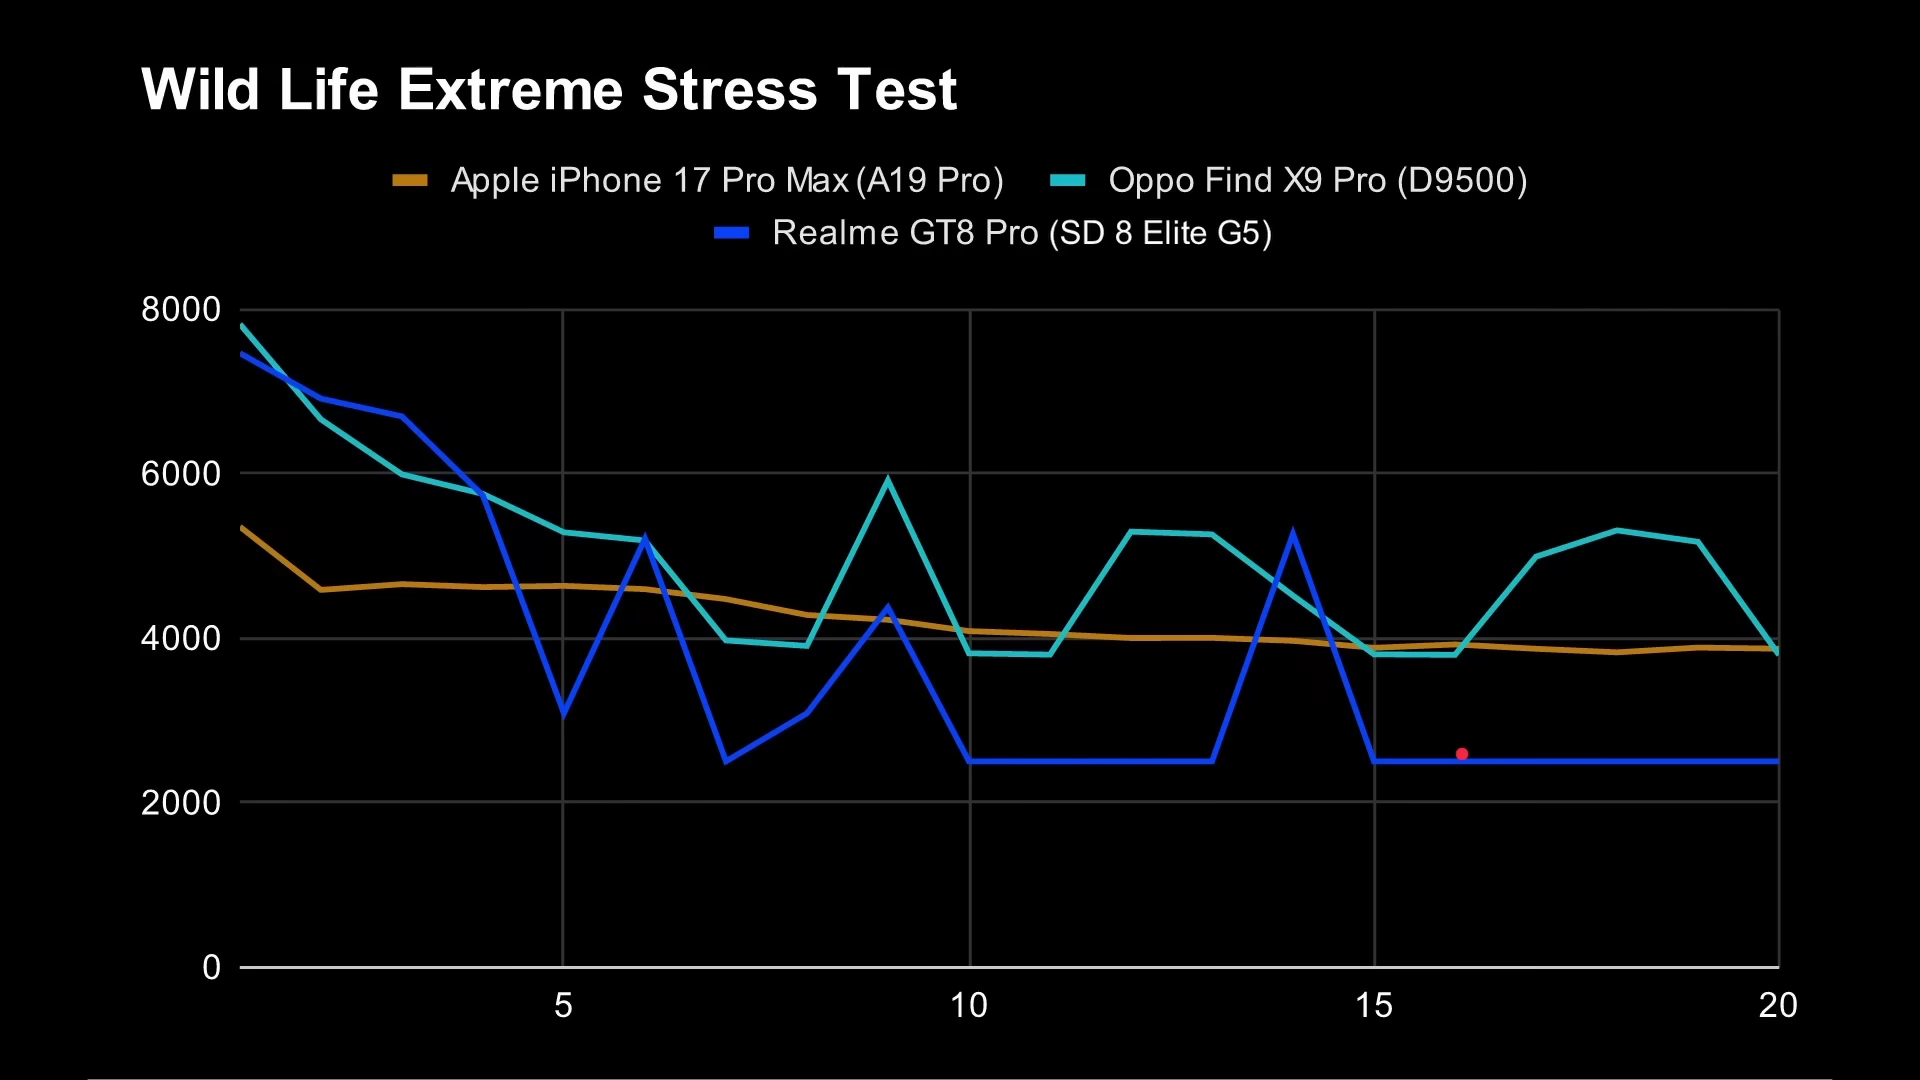 Wild Life Extreme Stress Test
Apple iPhone 17 Pro Max (A19 Pro) Oppo Find X9 Pro (D9500)
Realme GT8 Pro (SD 8 Elite G5)
8000
6000
4000
2000
0
5 10 15 20